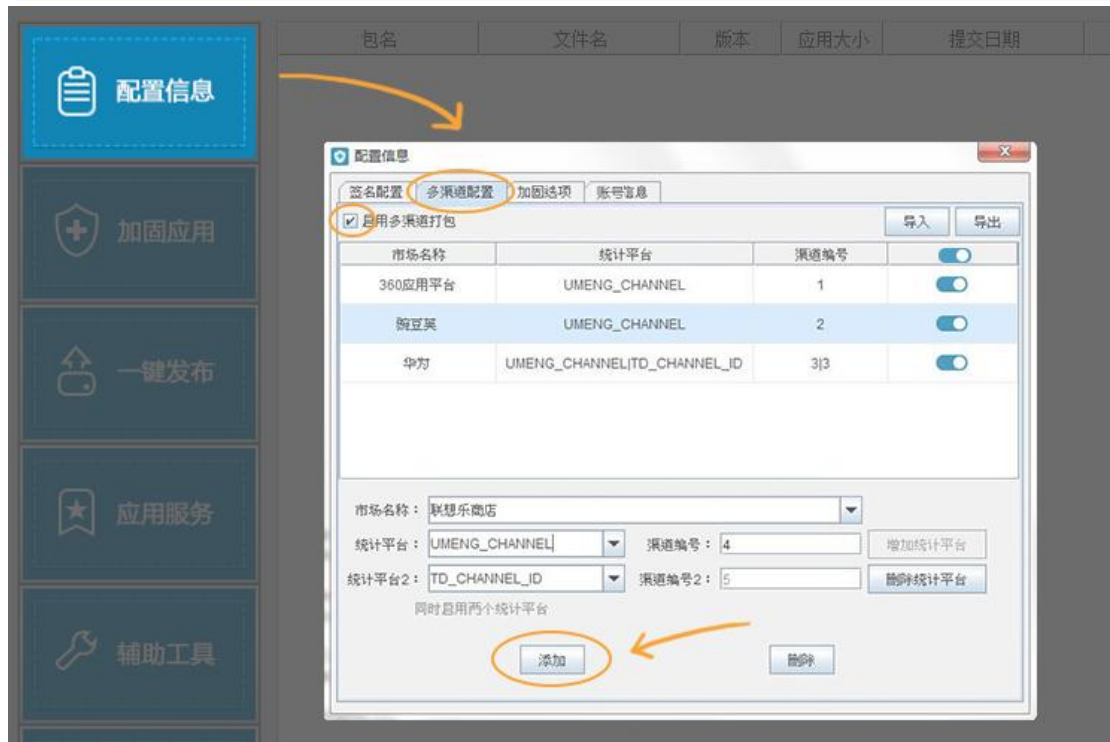 包名 文件名 版本 应用大小 提交日期
配置信息
加固应用
一键发布
应用服务
辅助工具
配置信息
签名配置 多渠道配置 加固选项 账号信息
启用多渠道打包 导入 导出
市场名称 统计平台 渠道编号
360应用平台 UMENG_CHANNEL 1
豌豆荚 UMENG_CHANNEL 2
华为 UMENG_CHANNEL|TD_CHANNEL_ID 3|3
市场名称： 联想乐商店
统计平台： UMENG_CHANNEL 渠道编号： 4 增加统计平台
统计平台2： TD_CHANNEL_ID 渠道编号2： 5 删除统计平台
同时启用两个统计平台
添加 删除